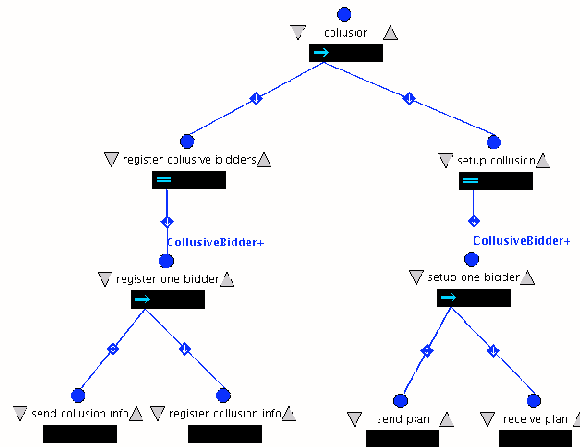 collusion
register collusive bidders
setup collusion
CollusiveBidder+
CollusiveBidder+
register one bidder
setup one bidder
send collusion info
register collusion info
send plan
receive plan